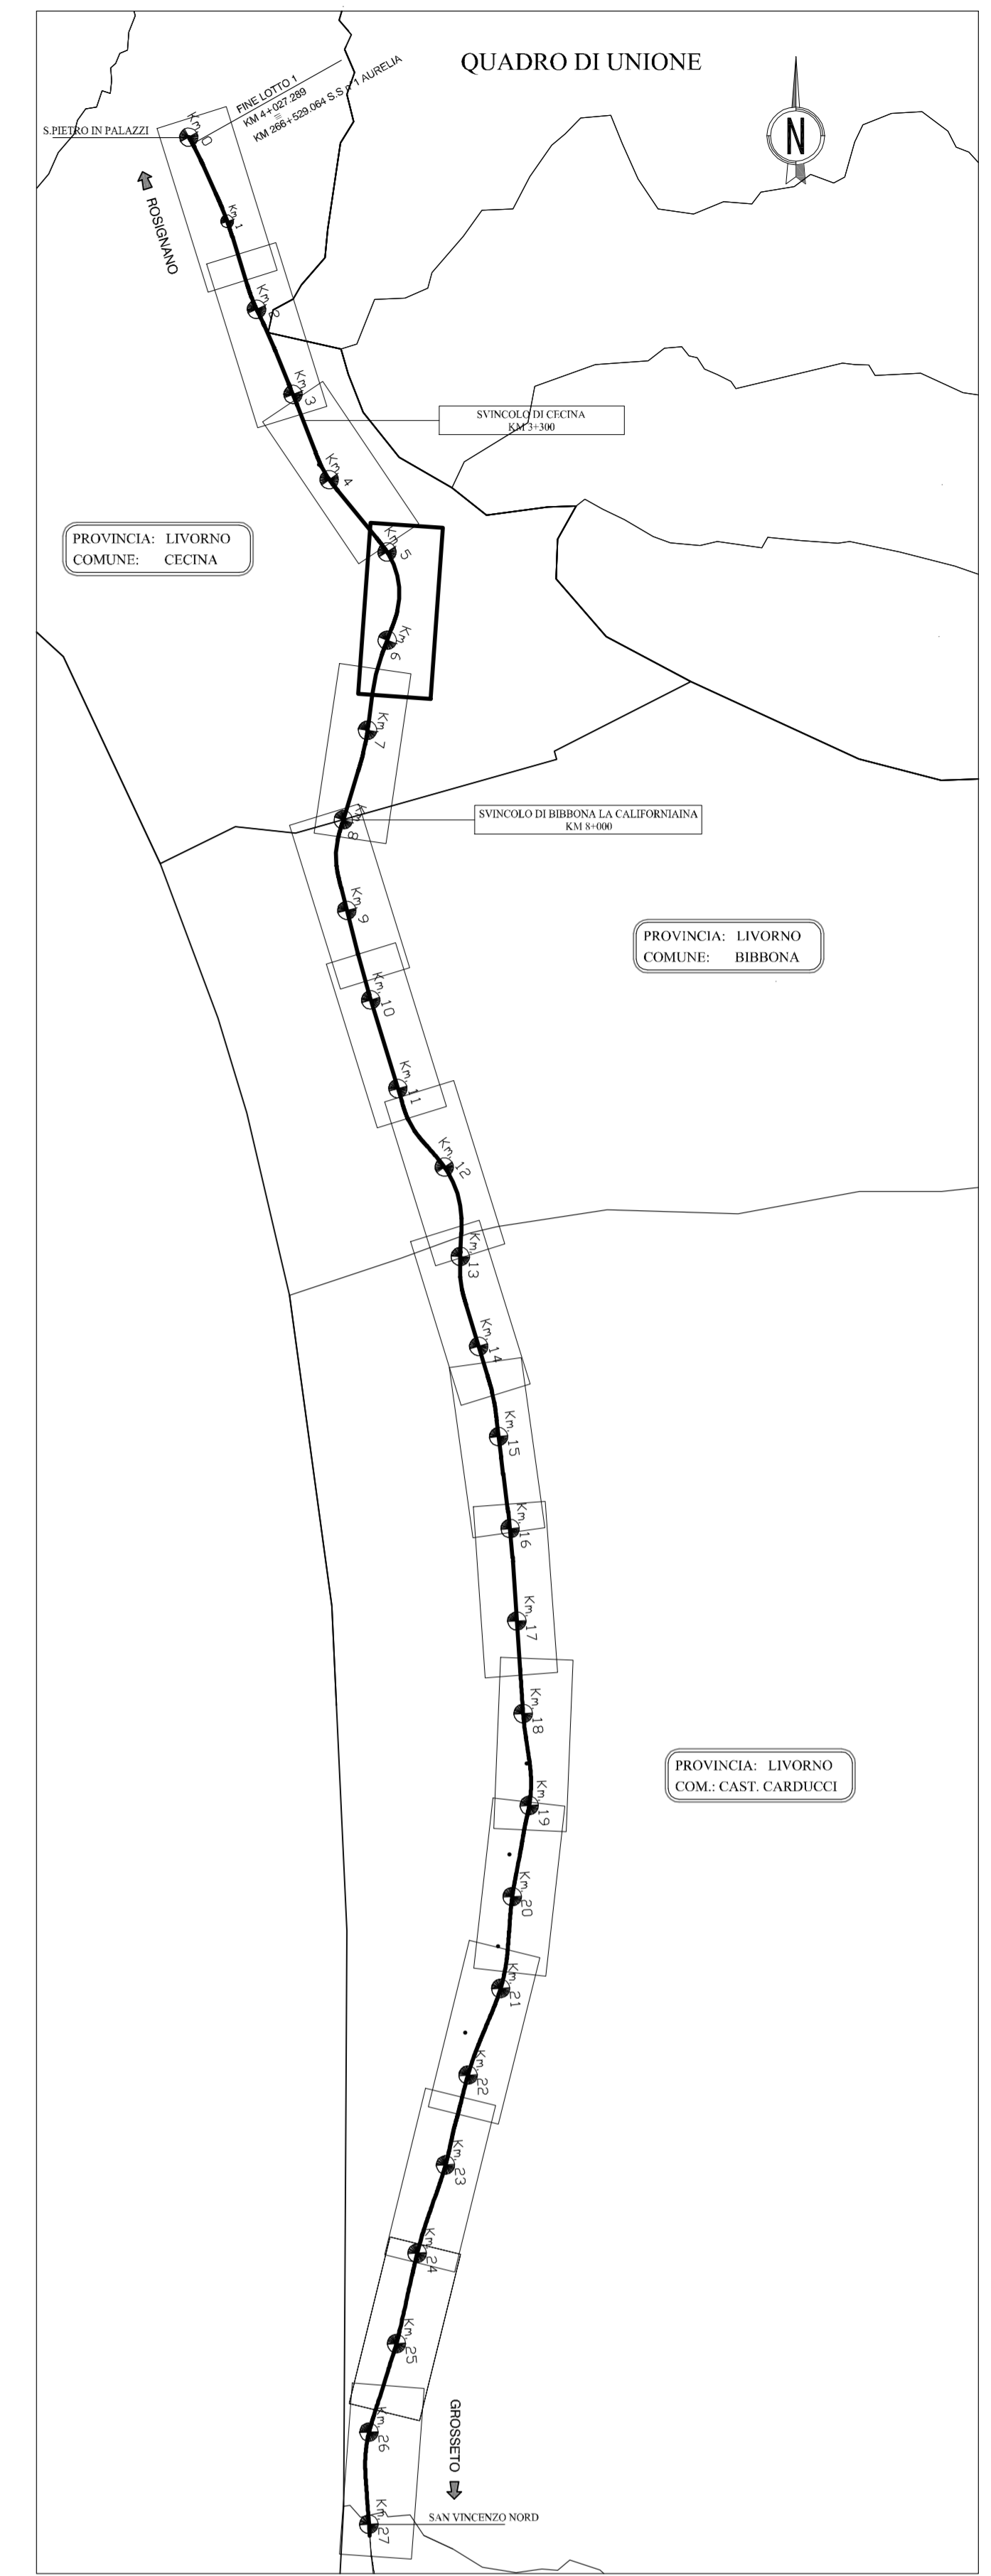 QUADRO DI UNIONE
FINE LOTTO 1
KM 4+027.289
=
KM 266+529.064 S.S.n°1 AURELIA
S.PIETRO IN PALAZZI
N
Km. 0
ROSIGNANO
Km. 1
Km. 2
Km. 3
SVINCOLO DI CECINA
KM 3+300
Km. 4
PROVINCIA: LIVORNO
COMUNE: CECINA
Km. 5
Km. 6
Km. 7
SVINCOLO DI BIBBONA LA CALIFORNIAINA
KM 8+000
Km. 8
Km. 9
PROVINCIA: LIVORNO
COMUNE: BIBBONA
Km. 10
Km. 11
Km. 12
Km. 13
Km. 14
Km. 15
Km. 16
Km. 17
Km. 18
PROVINCIA: LIVORNO
COM.: CAST. CARDUCCI
Km. 19
Km. 20
Km. 21
Km. 22
Km. 23
Km. 24
Km. 25
GROSSETO
Km. 26
SAN VINCENZO NORD
Km. 27